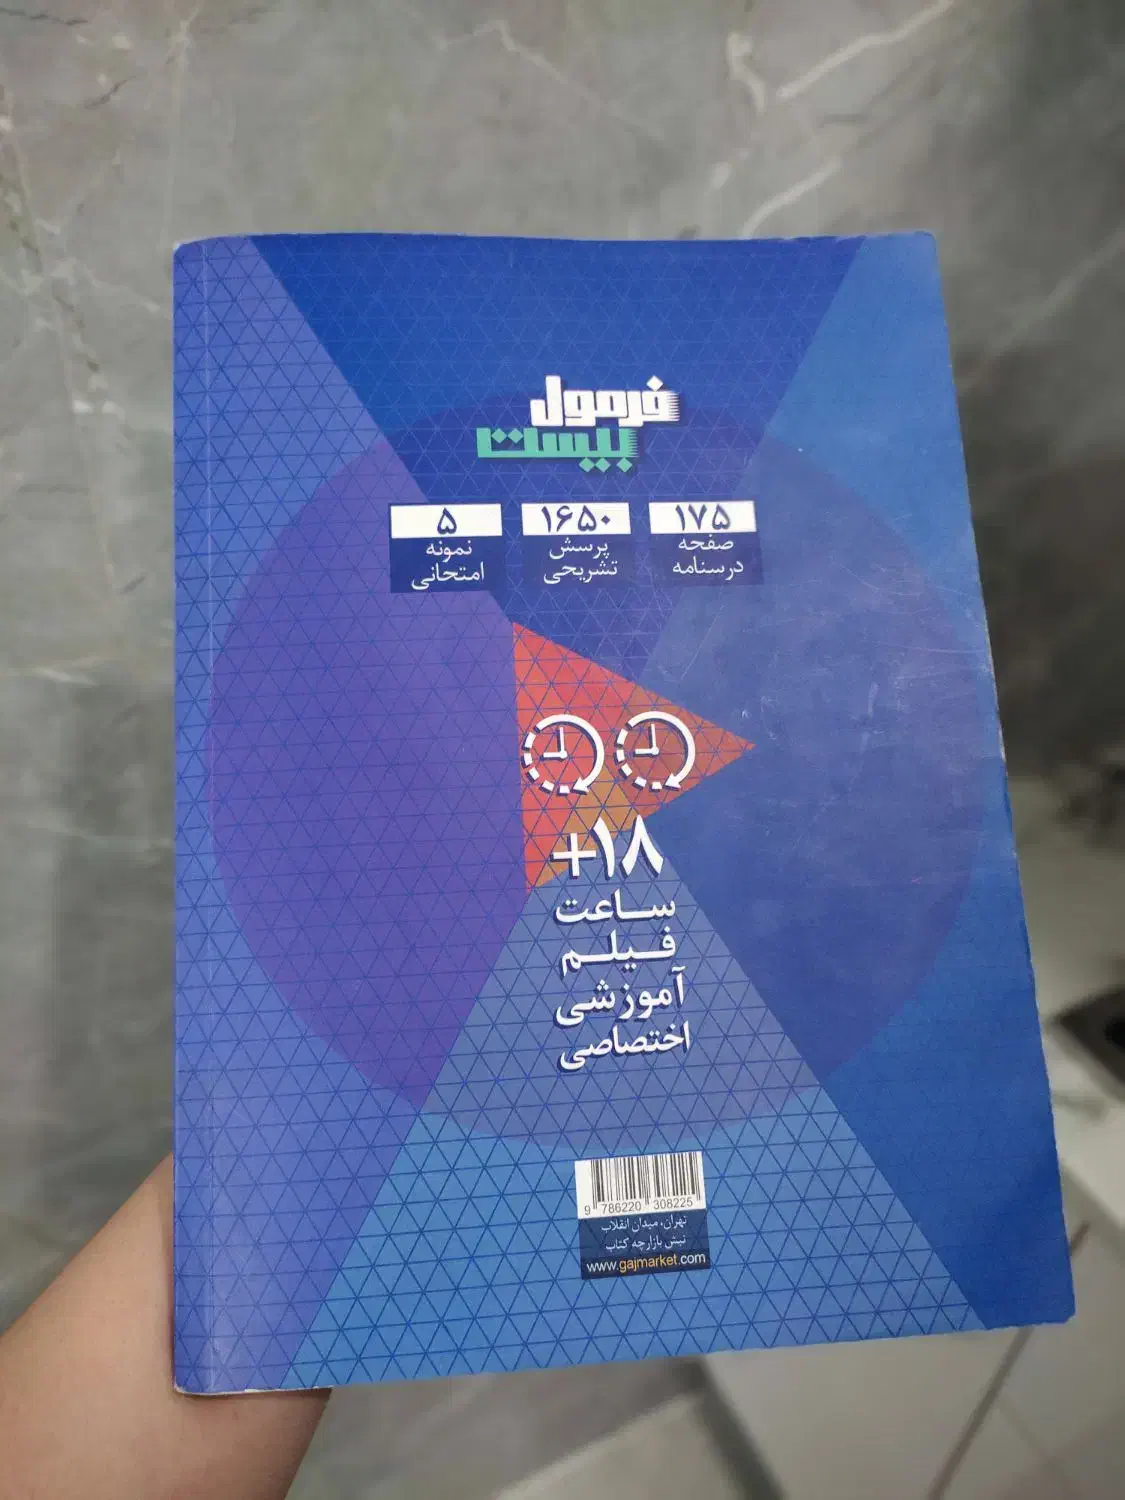 فرمول
بیست
۱۷۵
صفحه
درسنامه
۱۶۵۰
پرسش
تشریحی
۵
نمونه
امتحانی
+۱۸
ساعت
فیلم
آموزشی
اختصاصی
9 786220 308225
تهران، میدان انقلاب
نبش بازارچه کتاب
www.gajmarket.com